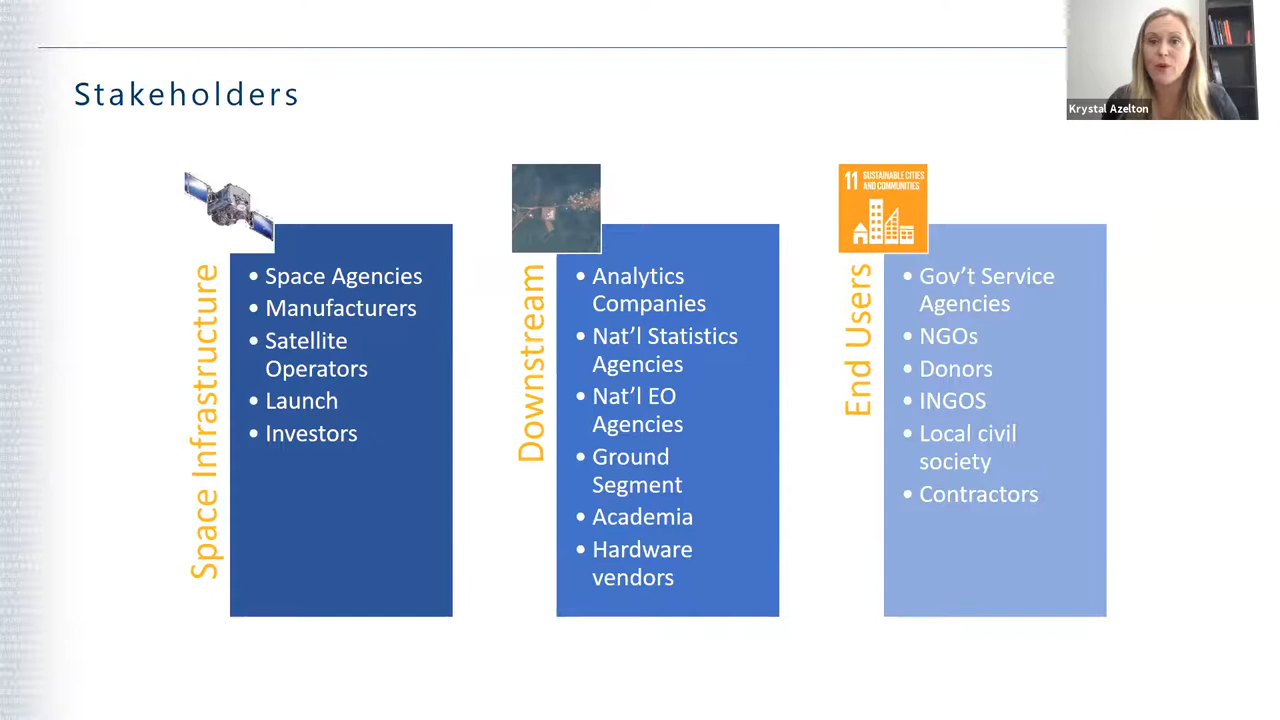 Krystal Azelton
Stakeholders
Space Infrastructure
• Space Agencies
• Manufacturers
• Satellite
Operators
• Launch
• Investors
Downstream
• Analytics
Companies
• Nat’l Statistics
Agencies
• Nat’l EO
Agencies
• Ground
Segment
• Academia
• Hardware
vendors
11 SUSTAINABLE CITIES
AND COMMUNITIES
End Users
• Gov’t Service
Agencies
• NGOs
• Donors
• INGOS
• Local civil
society
• Contractors